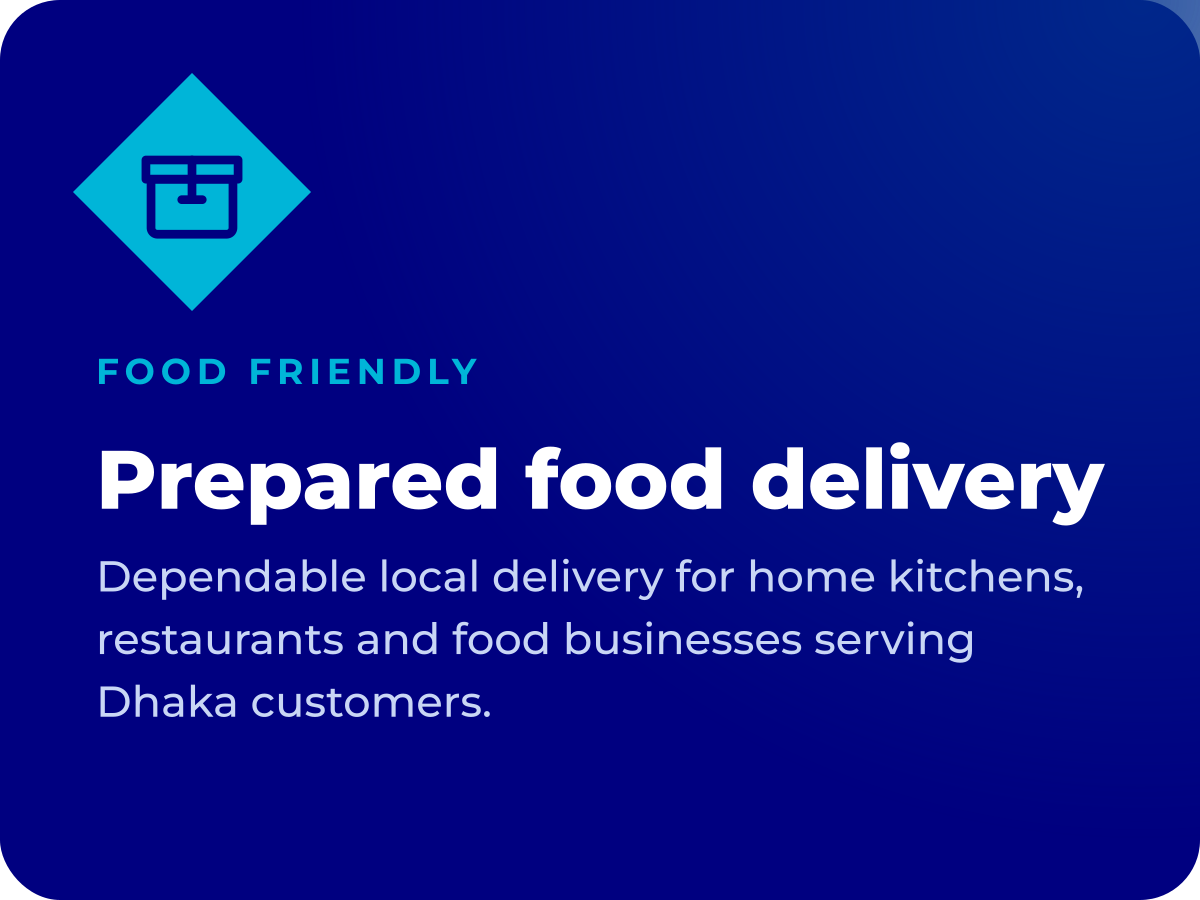 FOOD FRIENDLY
Prepared food delivery
Dependable local delivery for home kitchens,
restaurants and food businesses serving
Dhaka customers.